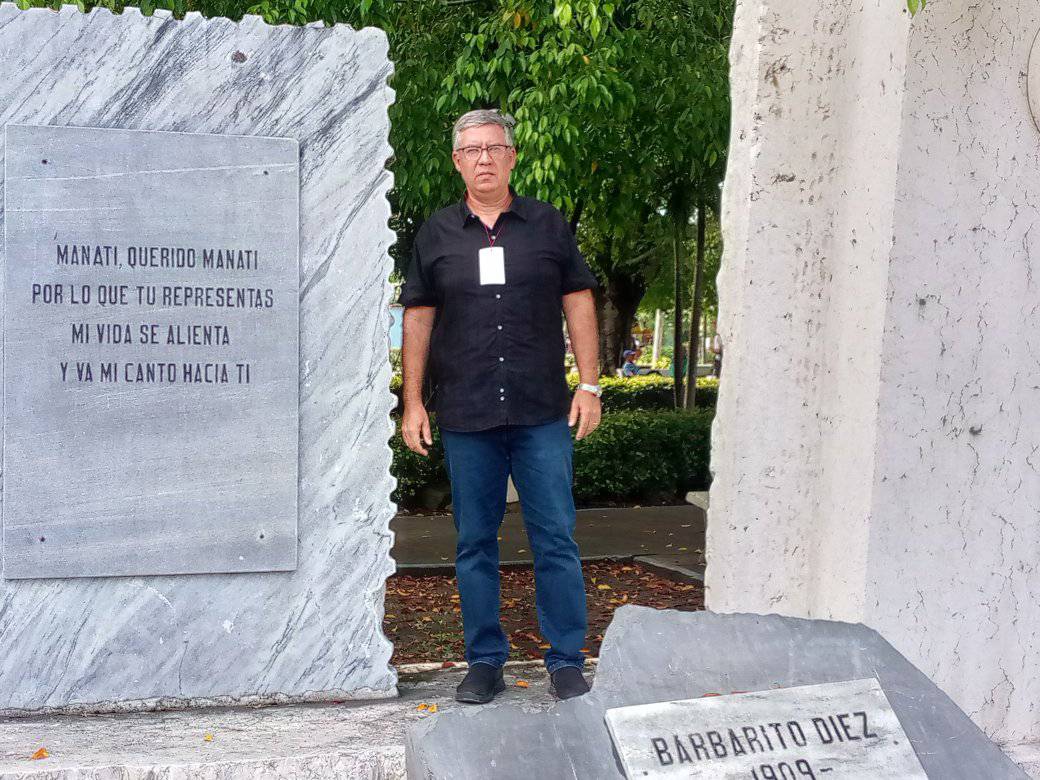 MANATI, QUERIDO MANATI
POR LO QUE TU REPRESENTAS
MI VIDA SE ALIENTA
Y VA MI CANTO HACIA TI
BARBARITO DIEZ
1909-